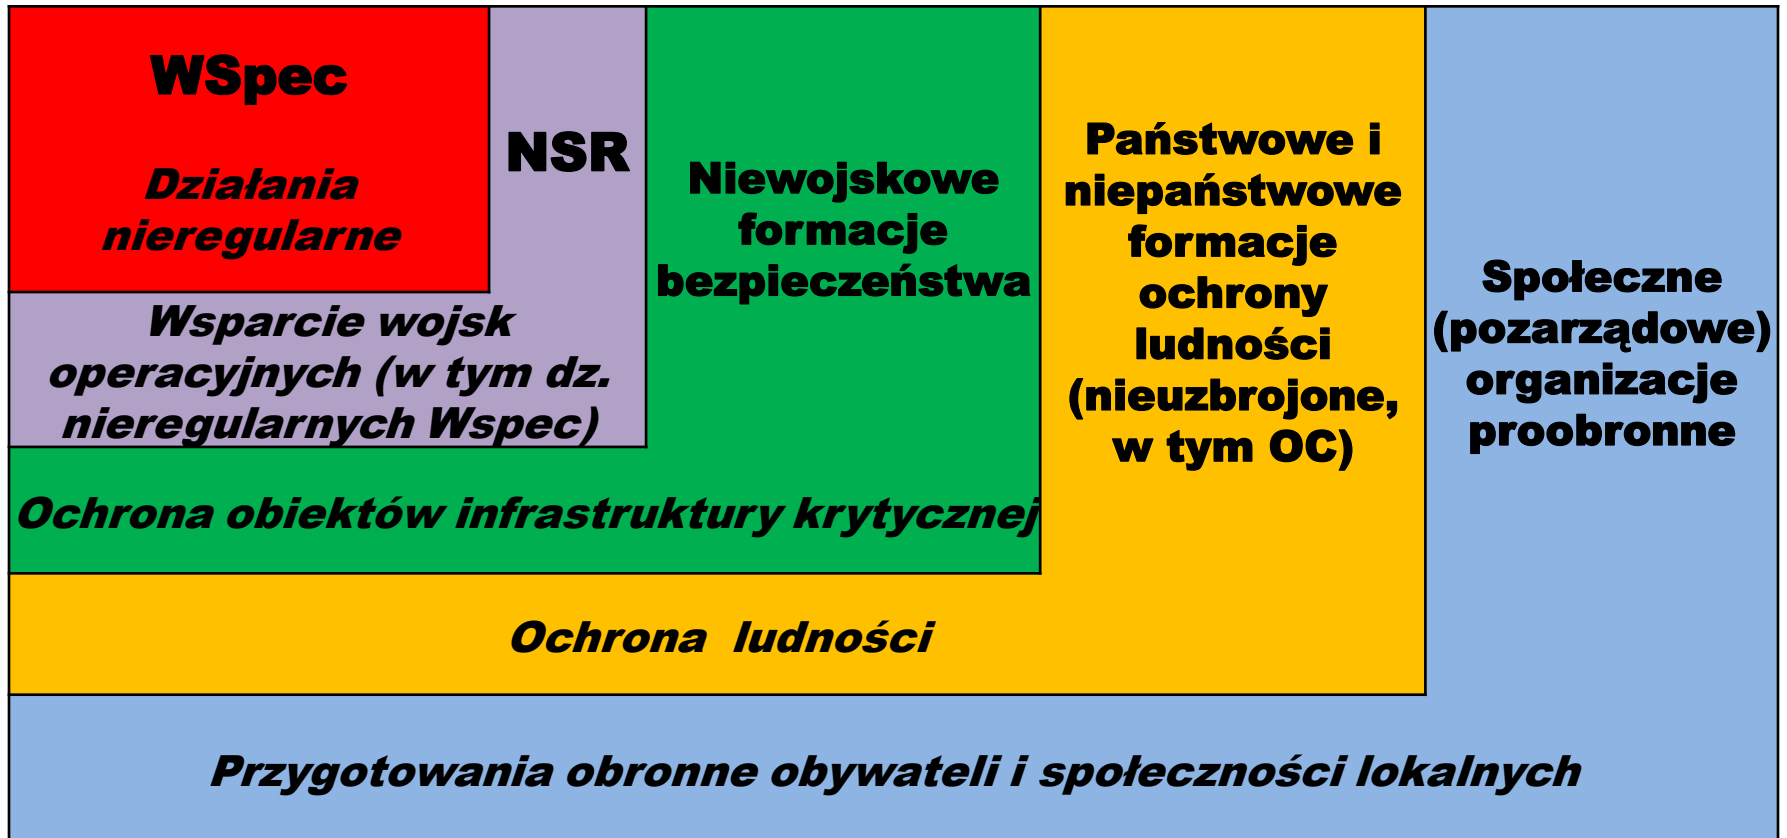 WSpec
Działania
nieregularne
NSR
Wsparcie wojsk
operacyjnych (w tym dz.
nieregularnych Wspec)
Niewojskowe
formacje
bezpieczeństwa
Ochrona obiektów infrastruktury krytycznej
Państwowe i
niepaństwowe
formacje
ochrony
ludności
(nieuzbrojone,
w tym OC)
Ochrona ludności
Społeczne
(pozarządowe)
organizacje
proobronne
Przygotowania obronne obywateli i społeczności lokalnych